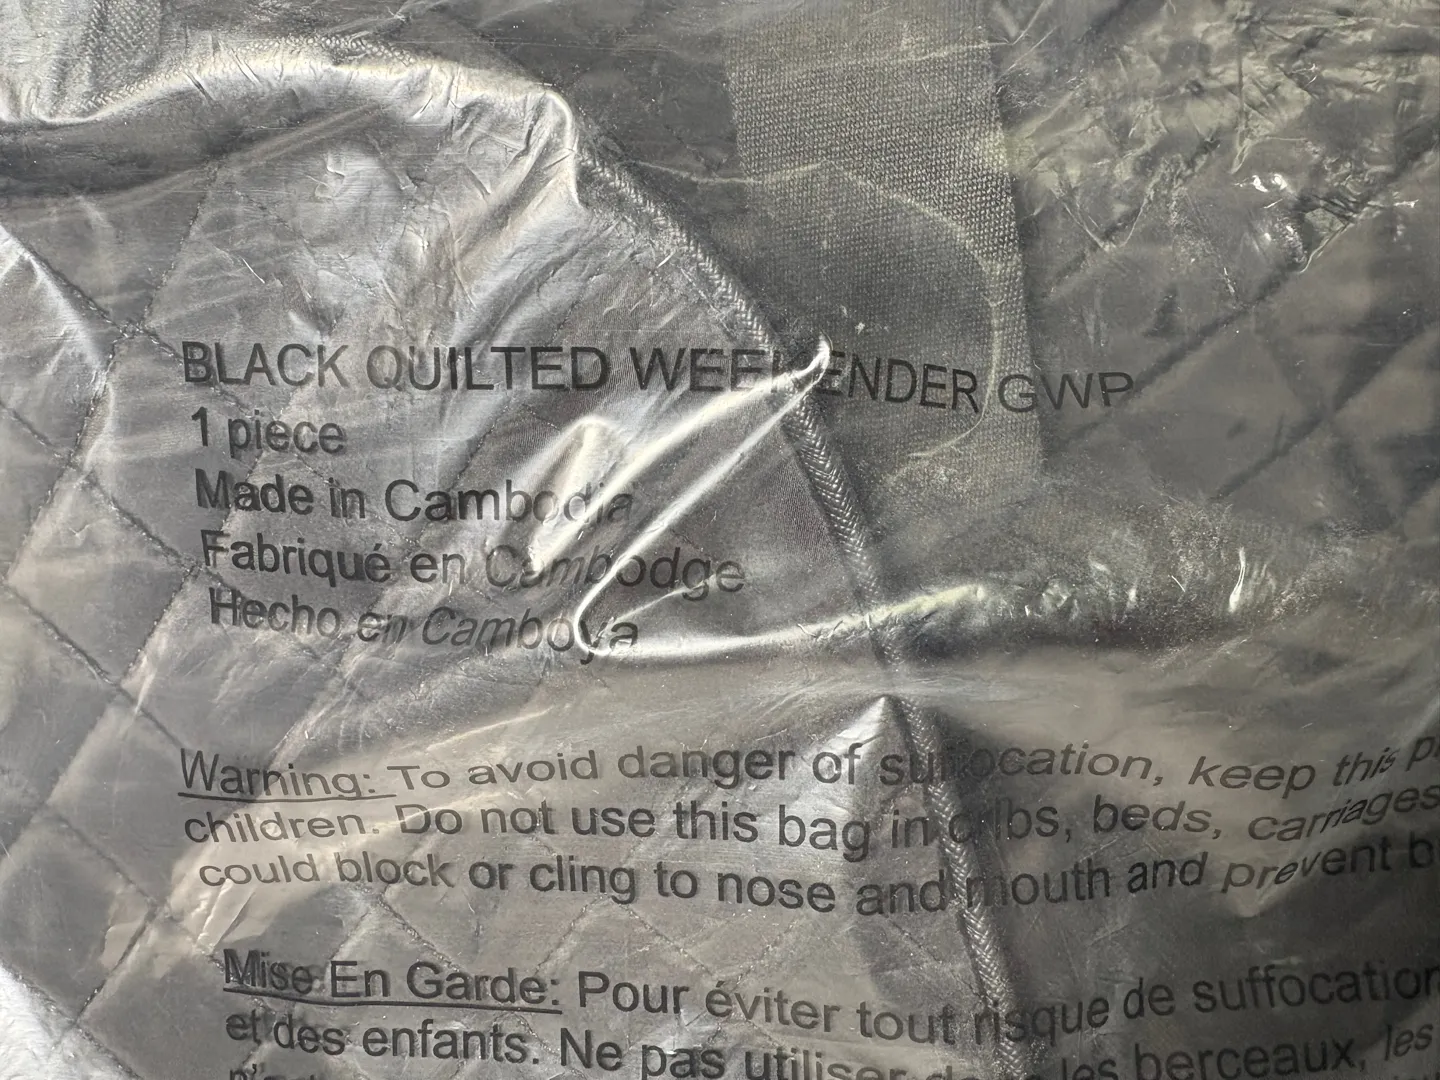 BLACK QUILTED WEEKENDER GWP
1 piece
Made in Cambodia
Fabriqué en Cambodge
Hecho en Camboya
Warning: To avoid danger of suffocation, keep this
children. Do not use this bag in cribs, beds, carriages
could block or cling to nose and mouth and prevent
Mise En Garde: Pour éviter tout risque de suffocation
et des enfants. Ne pas utiliser dans les berceaux, les